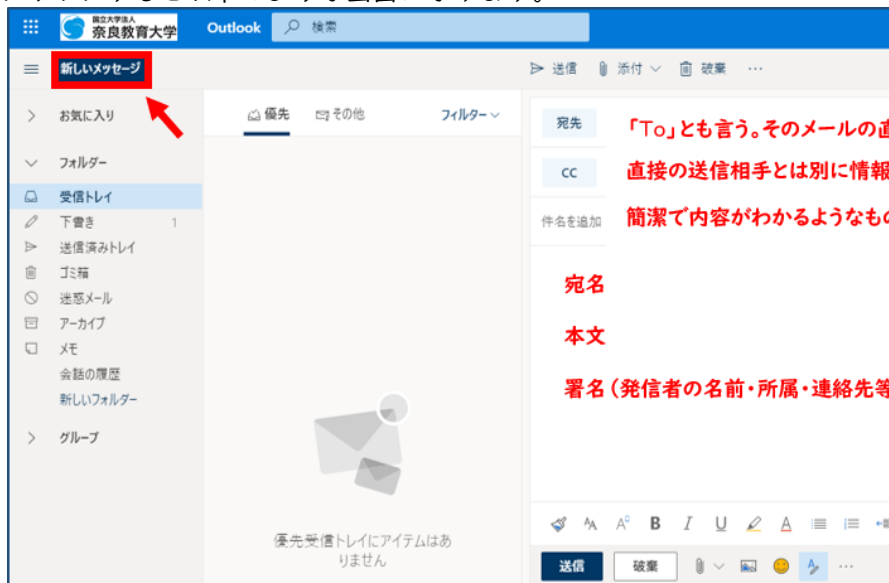 国立大学法人
奈良教育大学
Outlook
検索
新しいメッセージ
送信
添付
破棄
お気に入り
フォルダー
受信トレイ
下書き 1
送信済みトレイ
ゴミ箱
迷惑メール
アーカイブ
メモ
会話の履歴
新しいフォルダー
グループ
優先
その他
フィルター
優先受信トレイにアイテムはあ
りません
宛先
「To」とも言う。そのメールの
CC
直接の送信相手とは別に情報
件名を追加
簡潔で内容がわかるようなもの
宛名
本文
署名（発信者の名前・所属・連絡先等
B I U A
送信
破棄